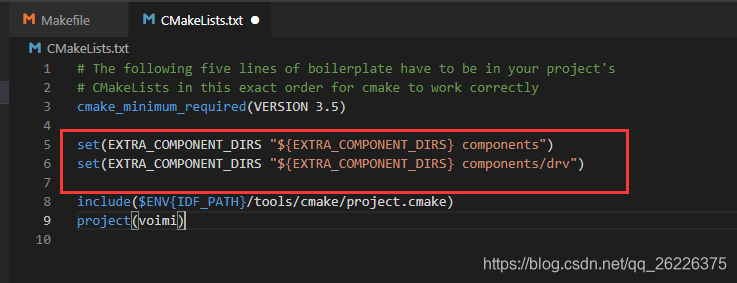 Makefile
CMakeLists.txt
CMakeLists.txt
1 # The following five lines of boilerplate have to be in your project's
2 # CMakeLists in this exact order for cmake to work correctly
3 cmake_minimum_required(VERSION 3.5)
4
5 set(EXTRA_COMPONENT_DIRS "${EXTRA_COMPONENT_DIRS} components")
6 set(EXTRA_COMPONENT_DIRS "${EXTRA_COMPONENT_DIRS} components/drv")
7
8 include($ENV{IDF_PATH}/tools/cmake/project.cmake)
9 project(voimi)
10
https://blog.csdn.net/qq_26226375